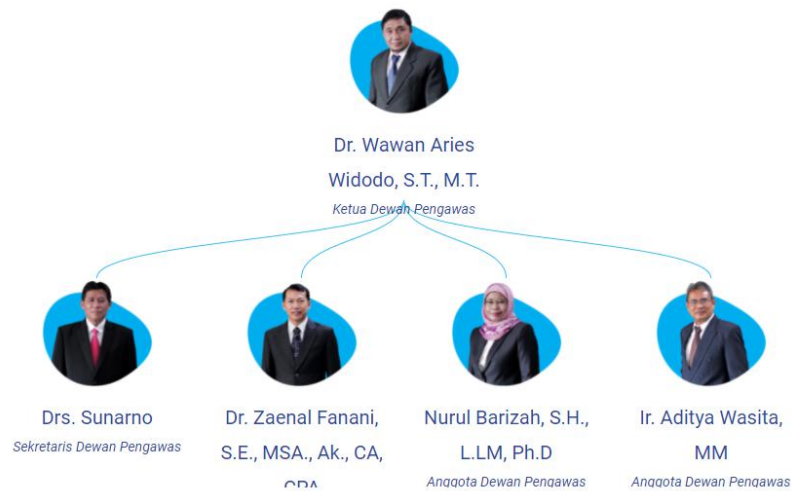 Dr. Wawan Aries
Widodo, S.T., M.T.
Ketua Dewan Pengawas
Drs. Sunarno
Sekretaris Dewan Pengawas
Dr. Zaenal Fanani,
S.E., MSA., Ak., CA,
CPA
Nurul Barizah, S.H.,
L.LM, Ph.D
Anggota Dewan Pengawas
Ir. Aditya Wasita,
MM
Anggota Dewan Pengawas